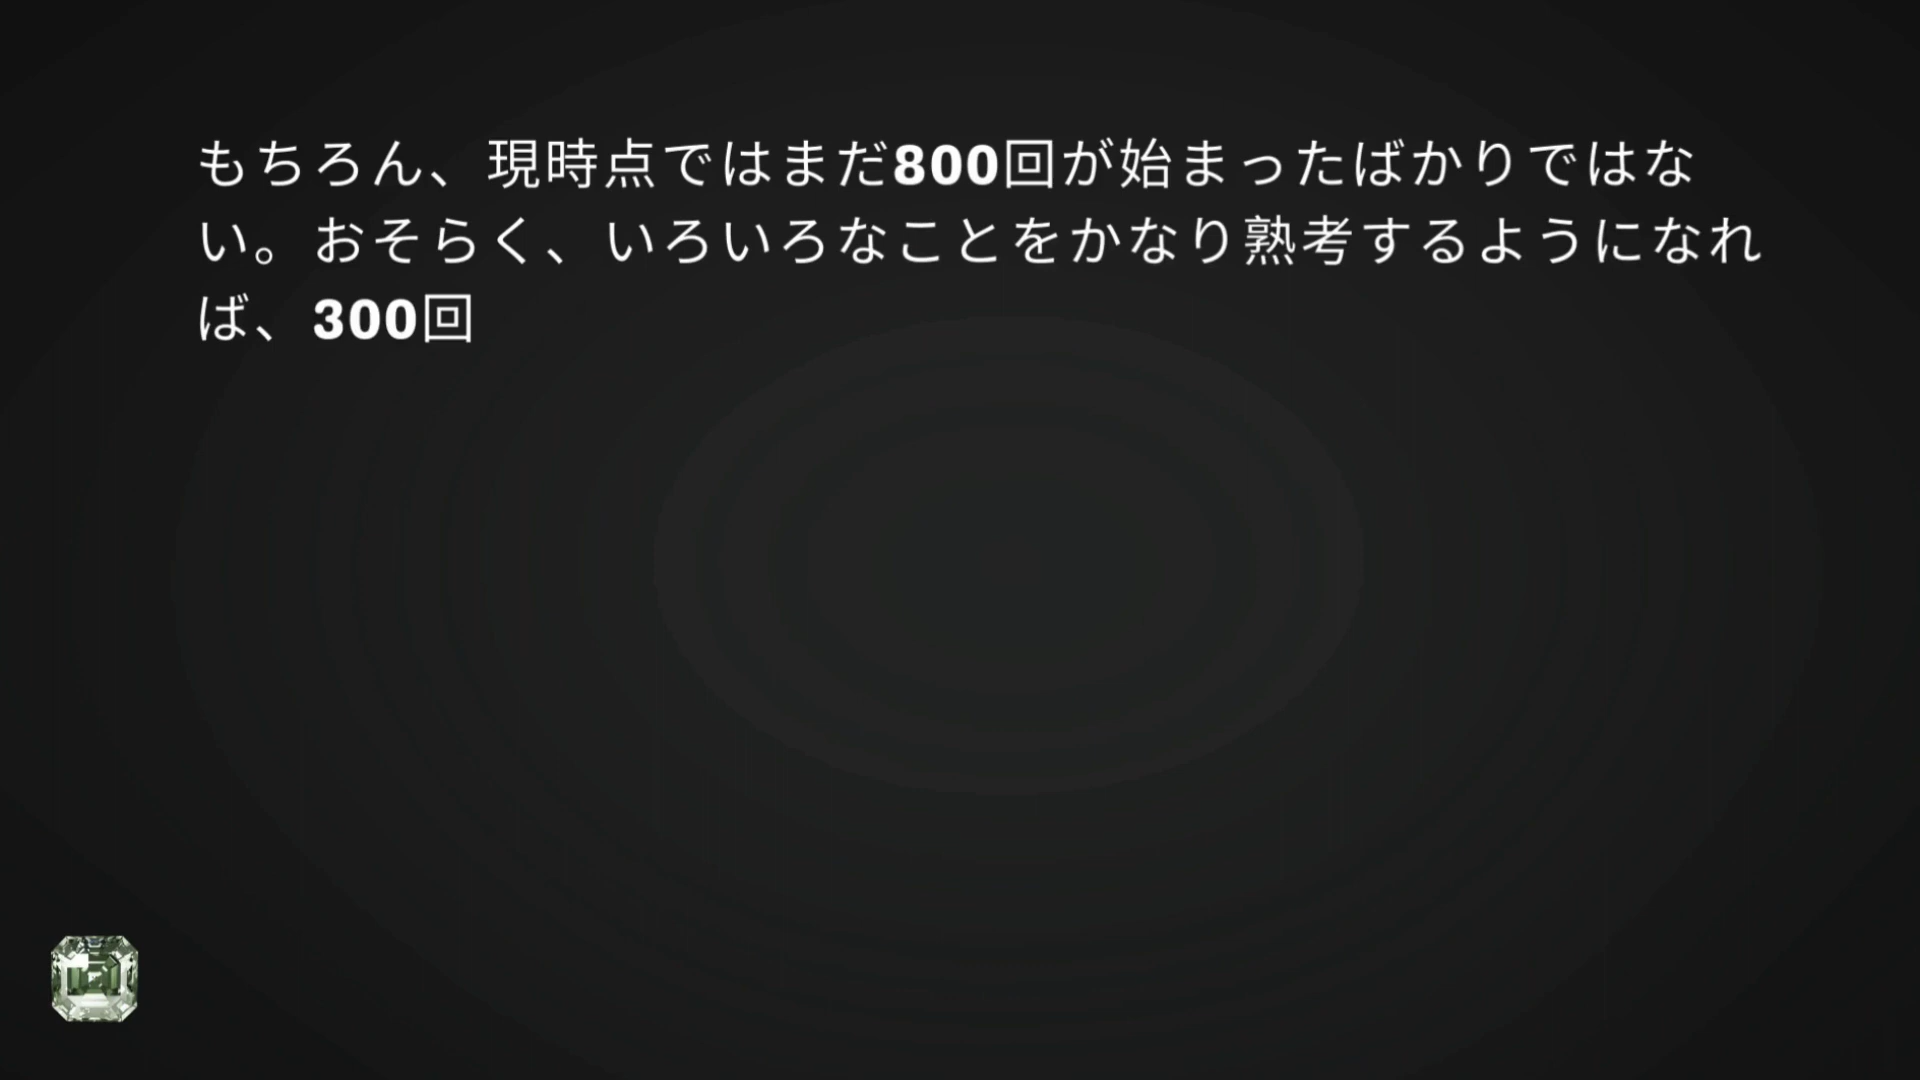 もちろん、現時点ではまだ800回が始まったばかりではな
い。おそらく、いろいろなことをかなり熟考するようになれ
ば、300回